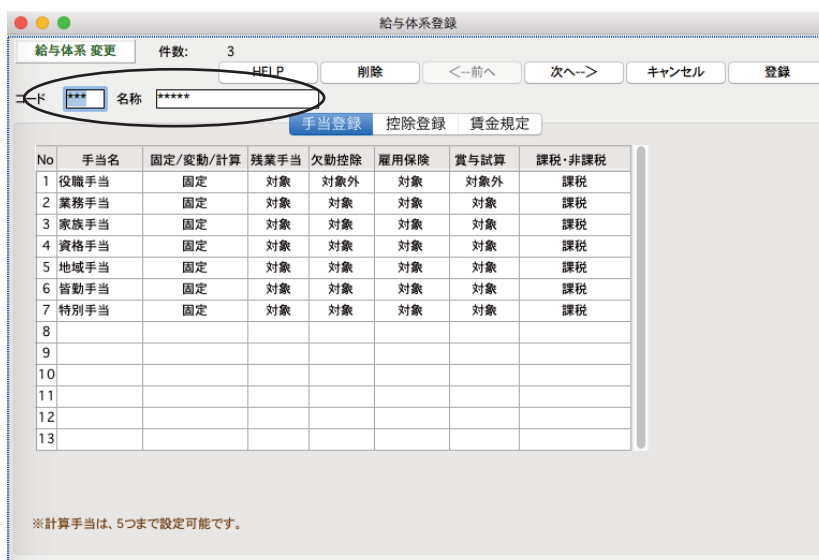 給与体系登録
給与体系 変更 件数: 3
HELP 削除 <--前へ 次へ--> キャンセル 登録
コード *** 名称 *****
手当登録 控除登録 賃金規定
No 手当名 固定/変動/計算 残業手当 欠勤控除 雇用保険 賞与試算 課税・非課税
1 役職手当 固定 対象 対象外 対象 対象外 課税
2 業務手当 固定 対象 対象 対象 対象 課税
3 家族手当 固定 対象 対象 対象 対象 課税
4 資格手当 固定 対象 対象 対象 対象 課税
5 地域手当 固定 対象 対象 対象 対象 課税
6 皆勤手当 固定 対象 対象 対象 対象 課税
7 特別手当 固定 対象 対象 対象 対象 課税
8
9
10
11
12
13
※計算手当は、5つまで設定可能です。